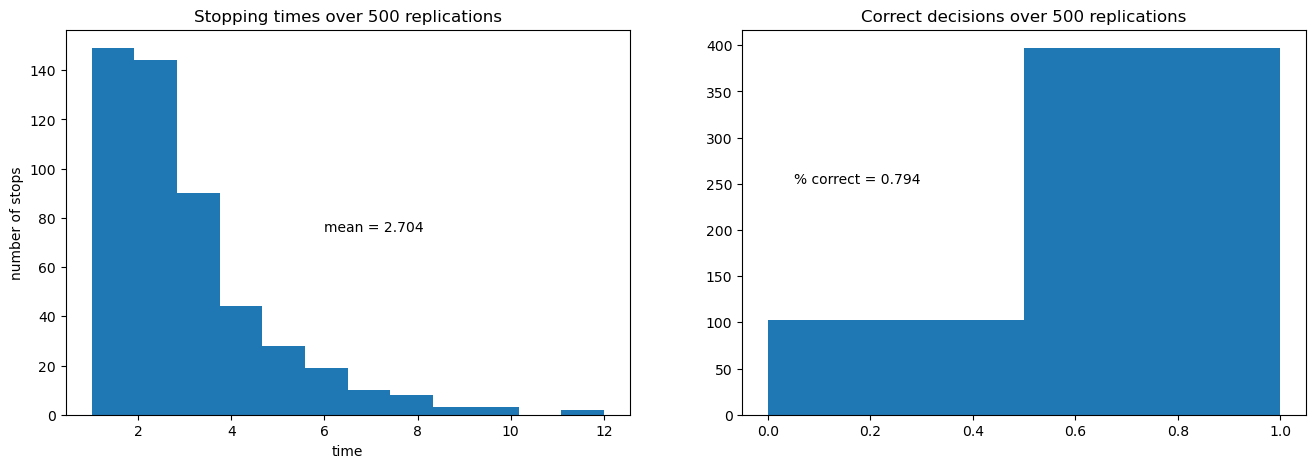 Stopping times over 500 replications
140
120
100
80
60
40
20
0
number of stops
mean = 2.704
2 4 6 8 10 12
time
Correct decisions over 500 replications
400
350
300
250
200
150
100
50
0
% correct = 0.794
0.0 0.2 0.4 0.6 0.8 1.0